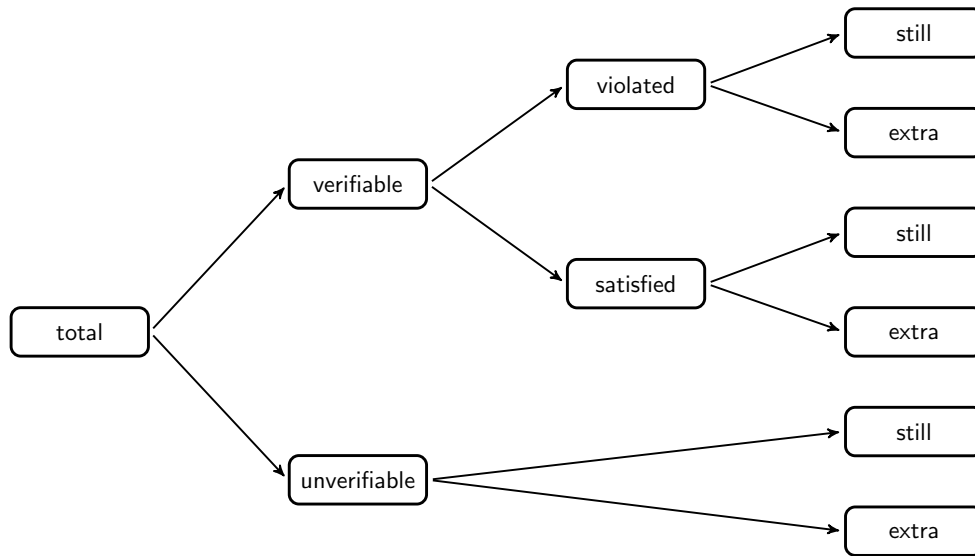 total
verifiable
unverifiable
violated
satisfied
still
extra
still
extra
still
extra